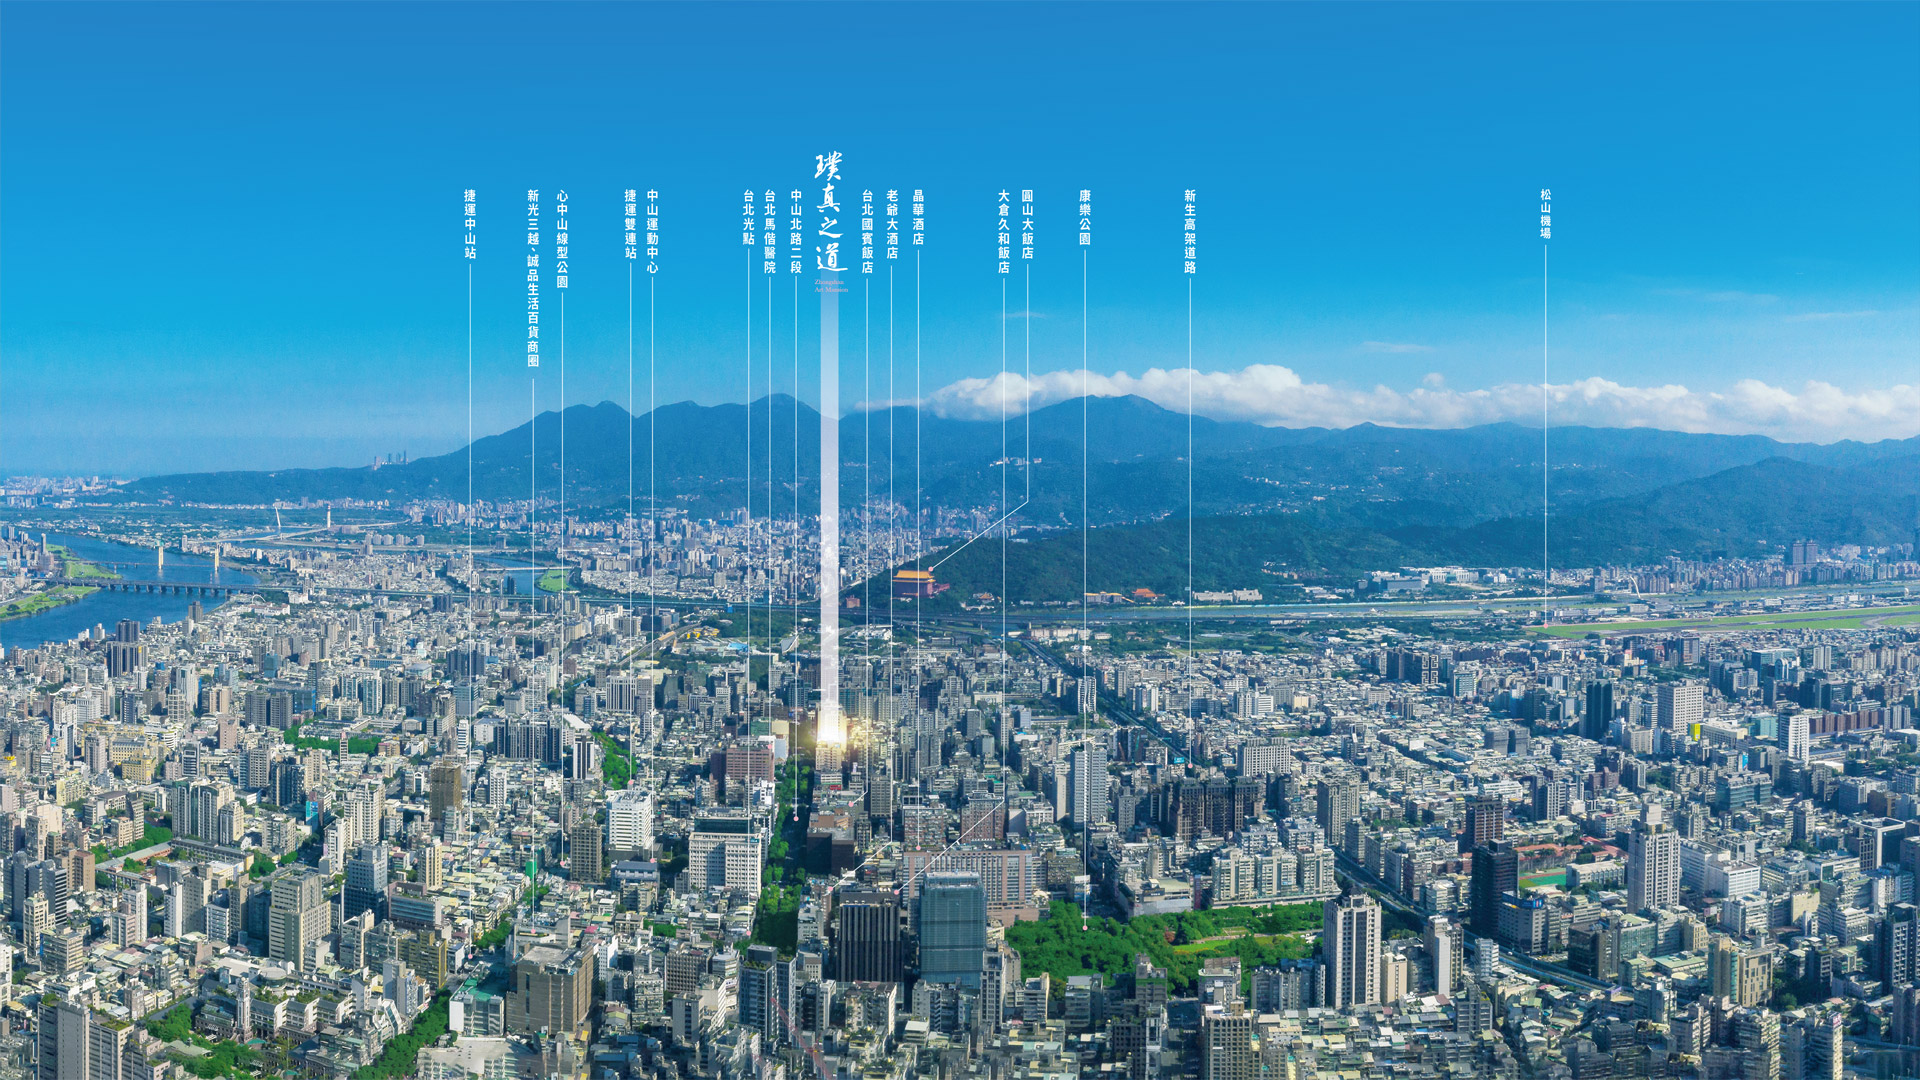 捷運中山站
新光三越、誠品生活百貨商圈
心中山線型公園
捷運雙連站
中山運動中心
台北光點
台北馬偕醫院
中山北路二段
璞真之道
Zhongshan
Art Mansion
台北國賓飯店
老爺大酒店
晶華酒店
大倉久和飯店
圓山大飯店
康樂公園
新生高架道路
松山機場